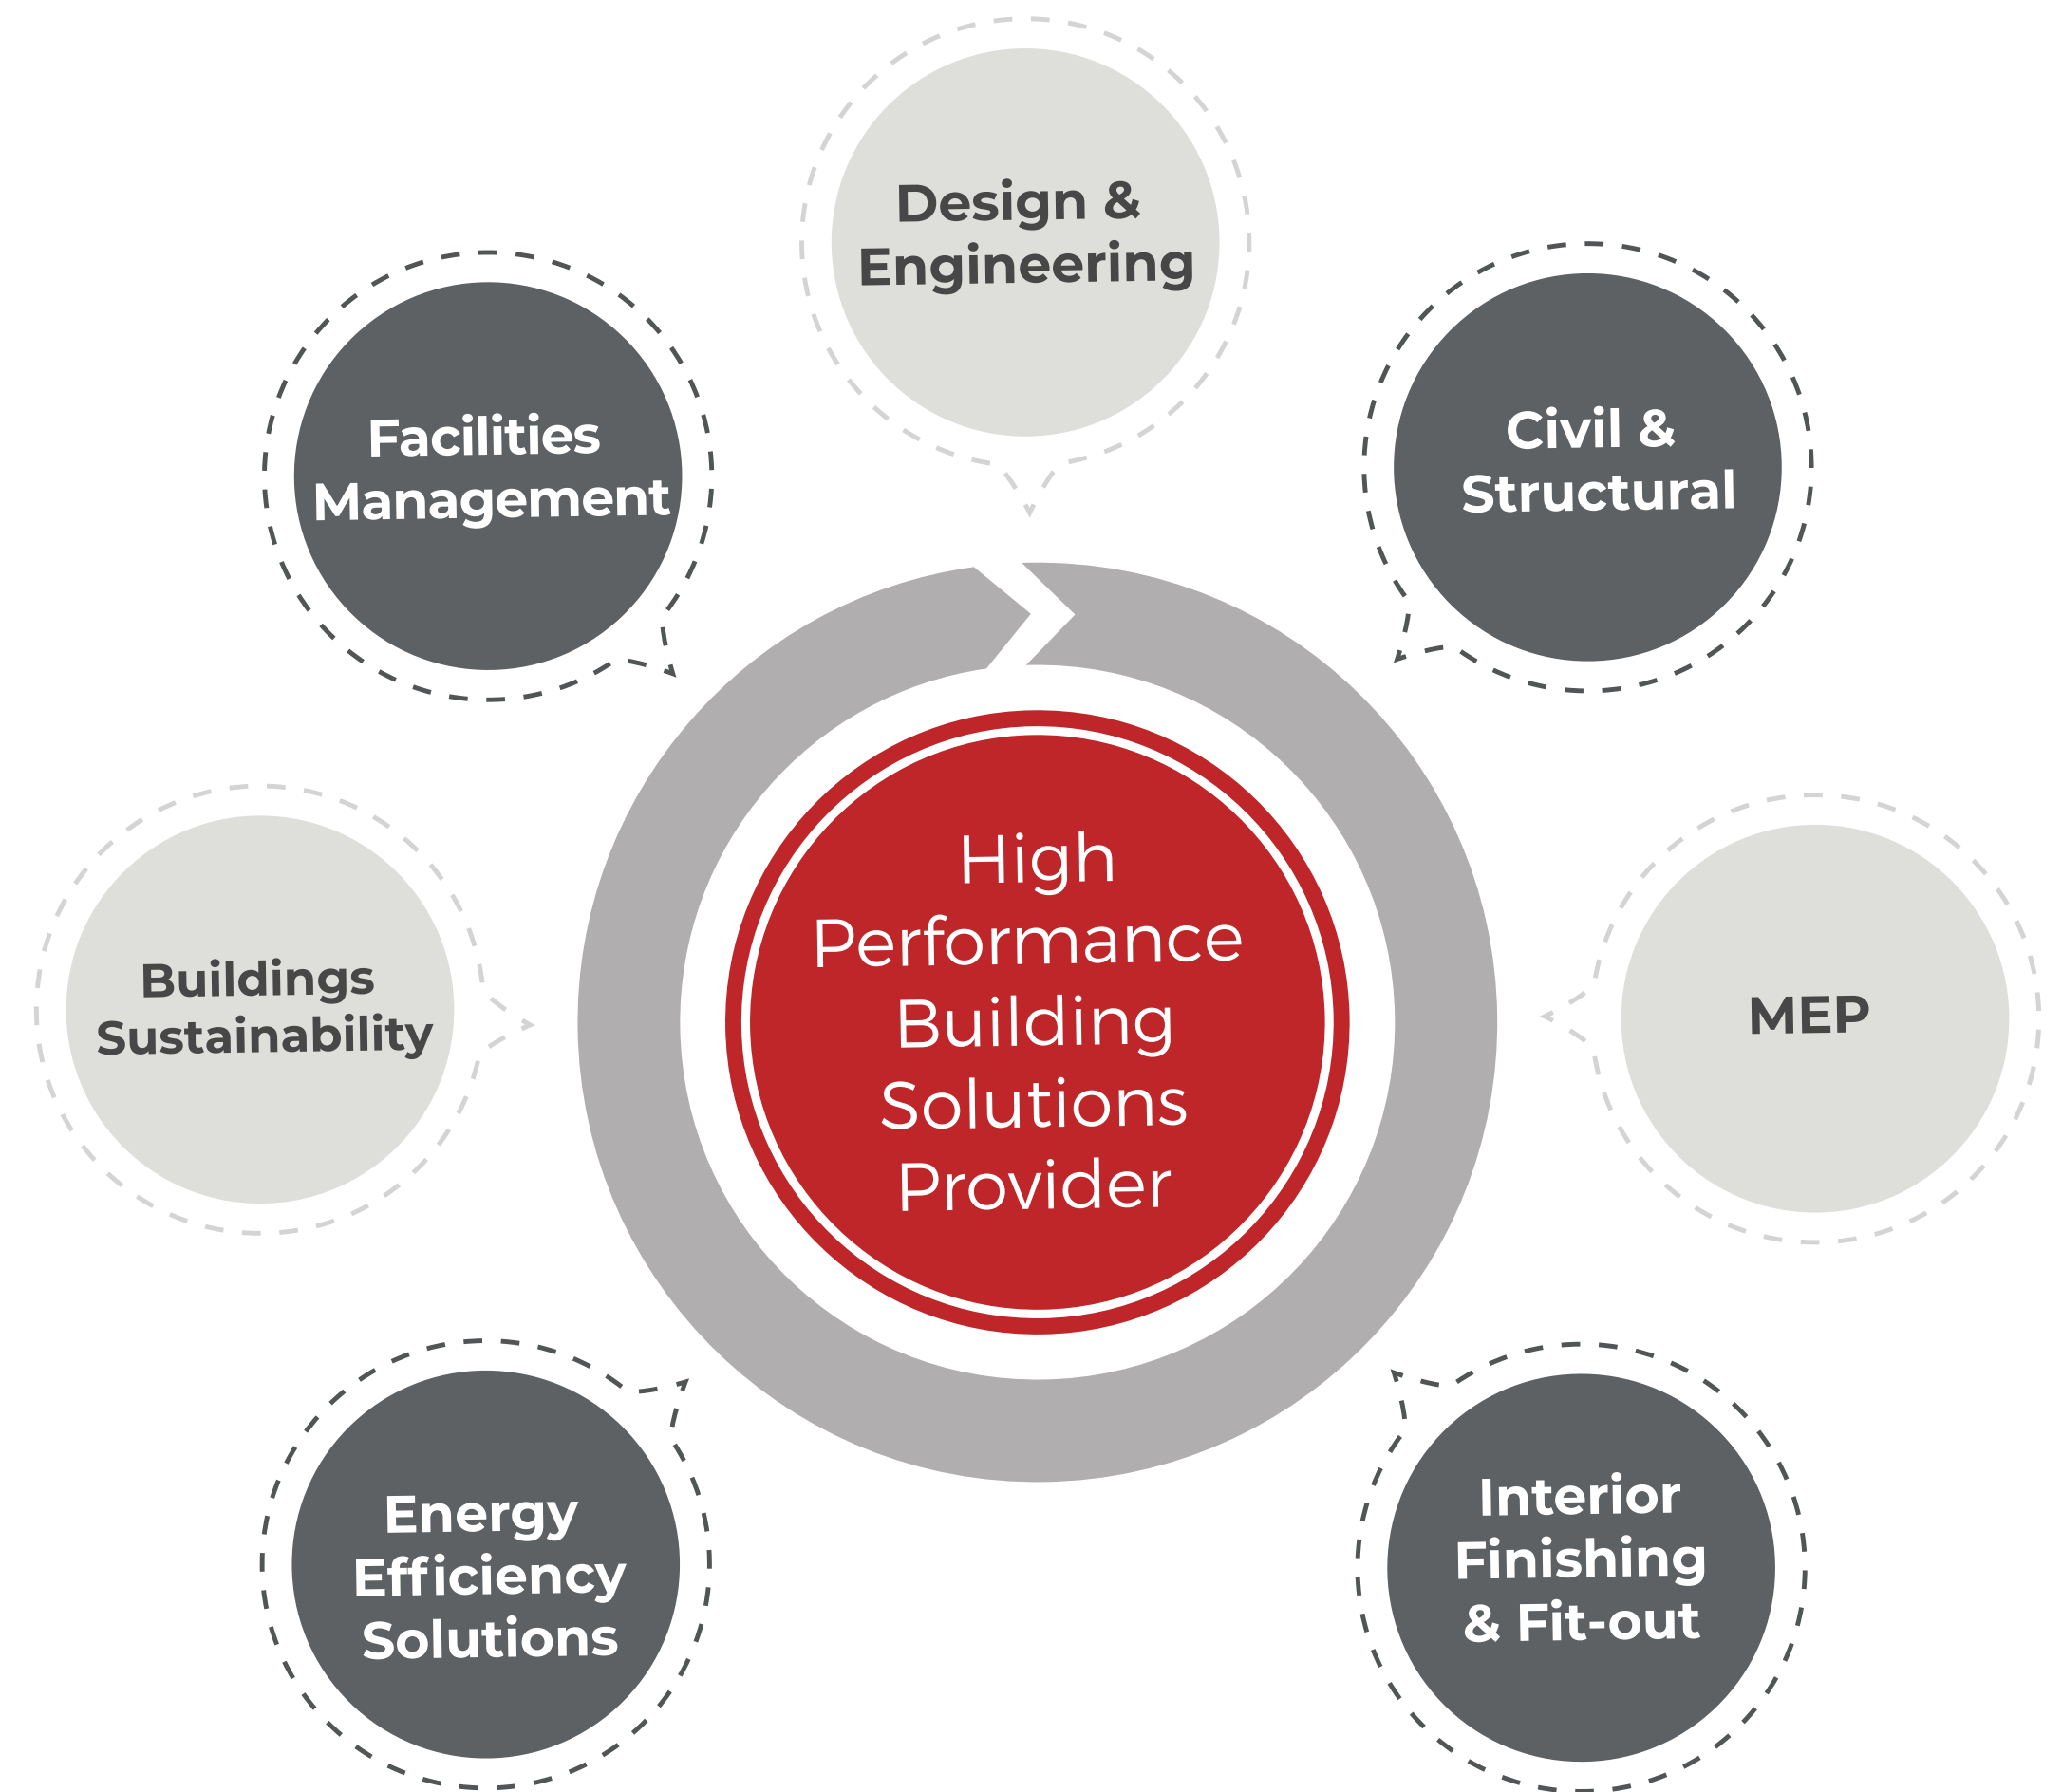 Design &
Engineering
Civil &
Structural
MEP
Interior
Finishing
& Fit-out
Energy
Efficiency
Solutions
Buildings
Sustainability
Facilities
Management
High
Performance
Building
Solutions
Provider